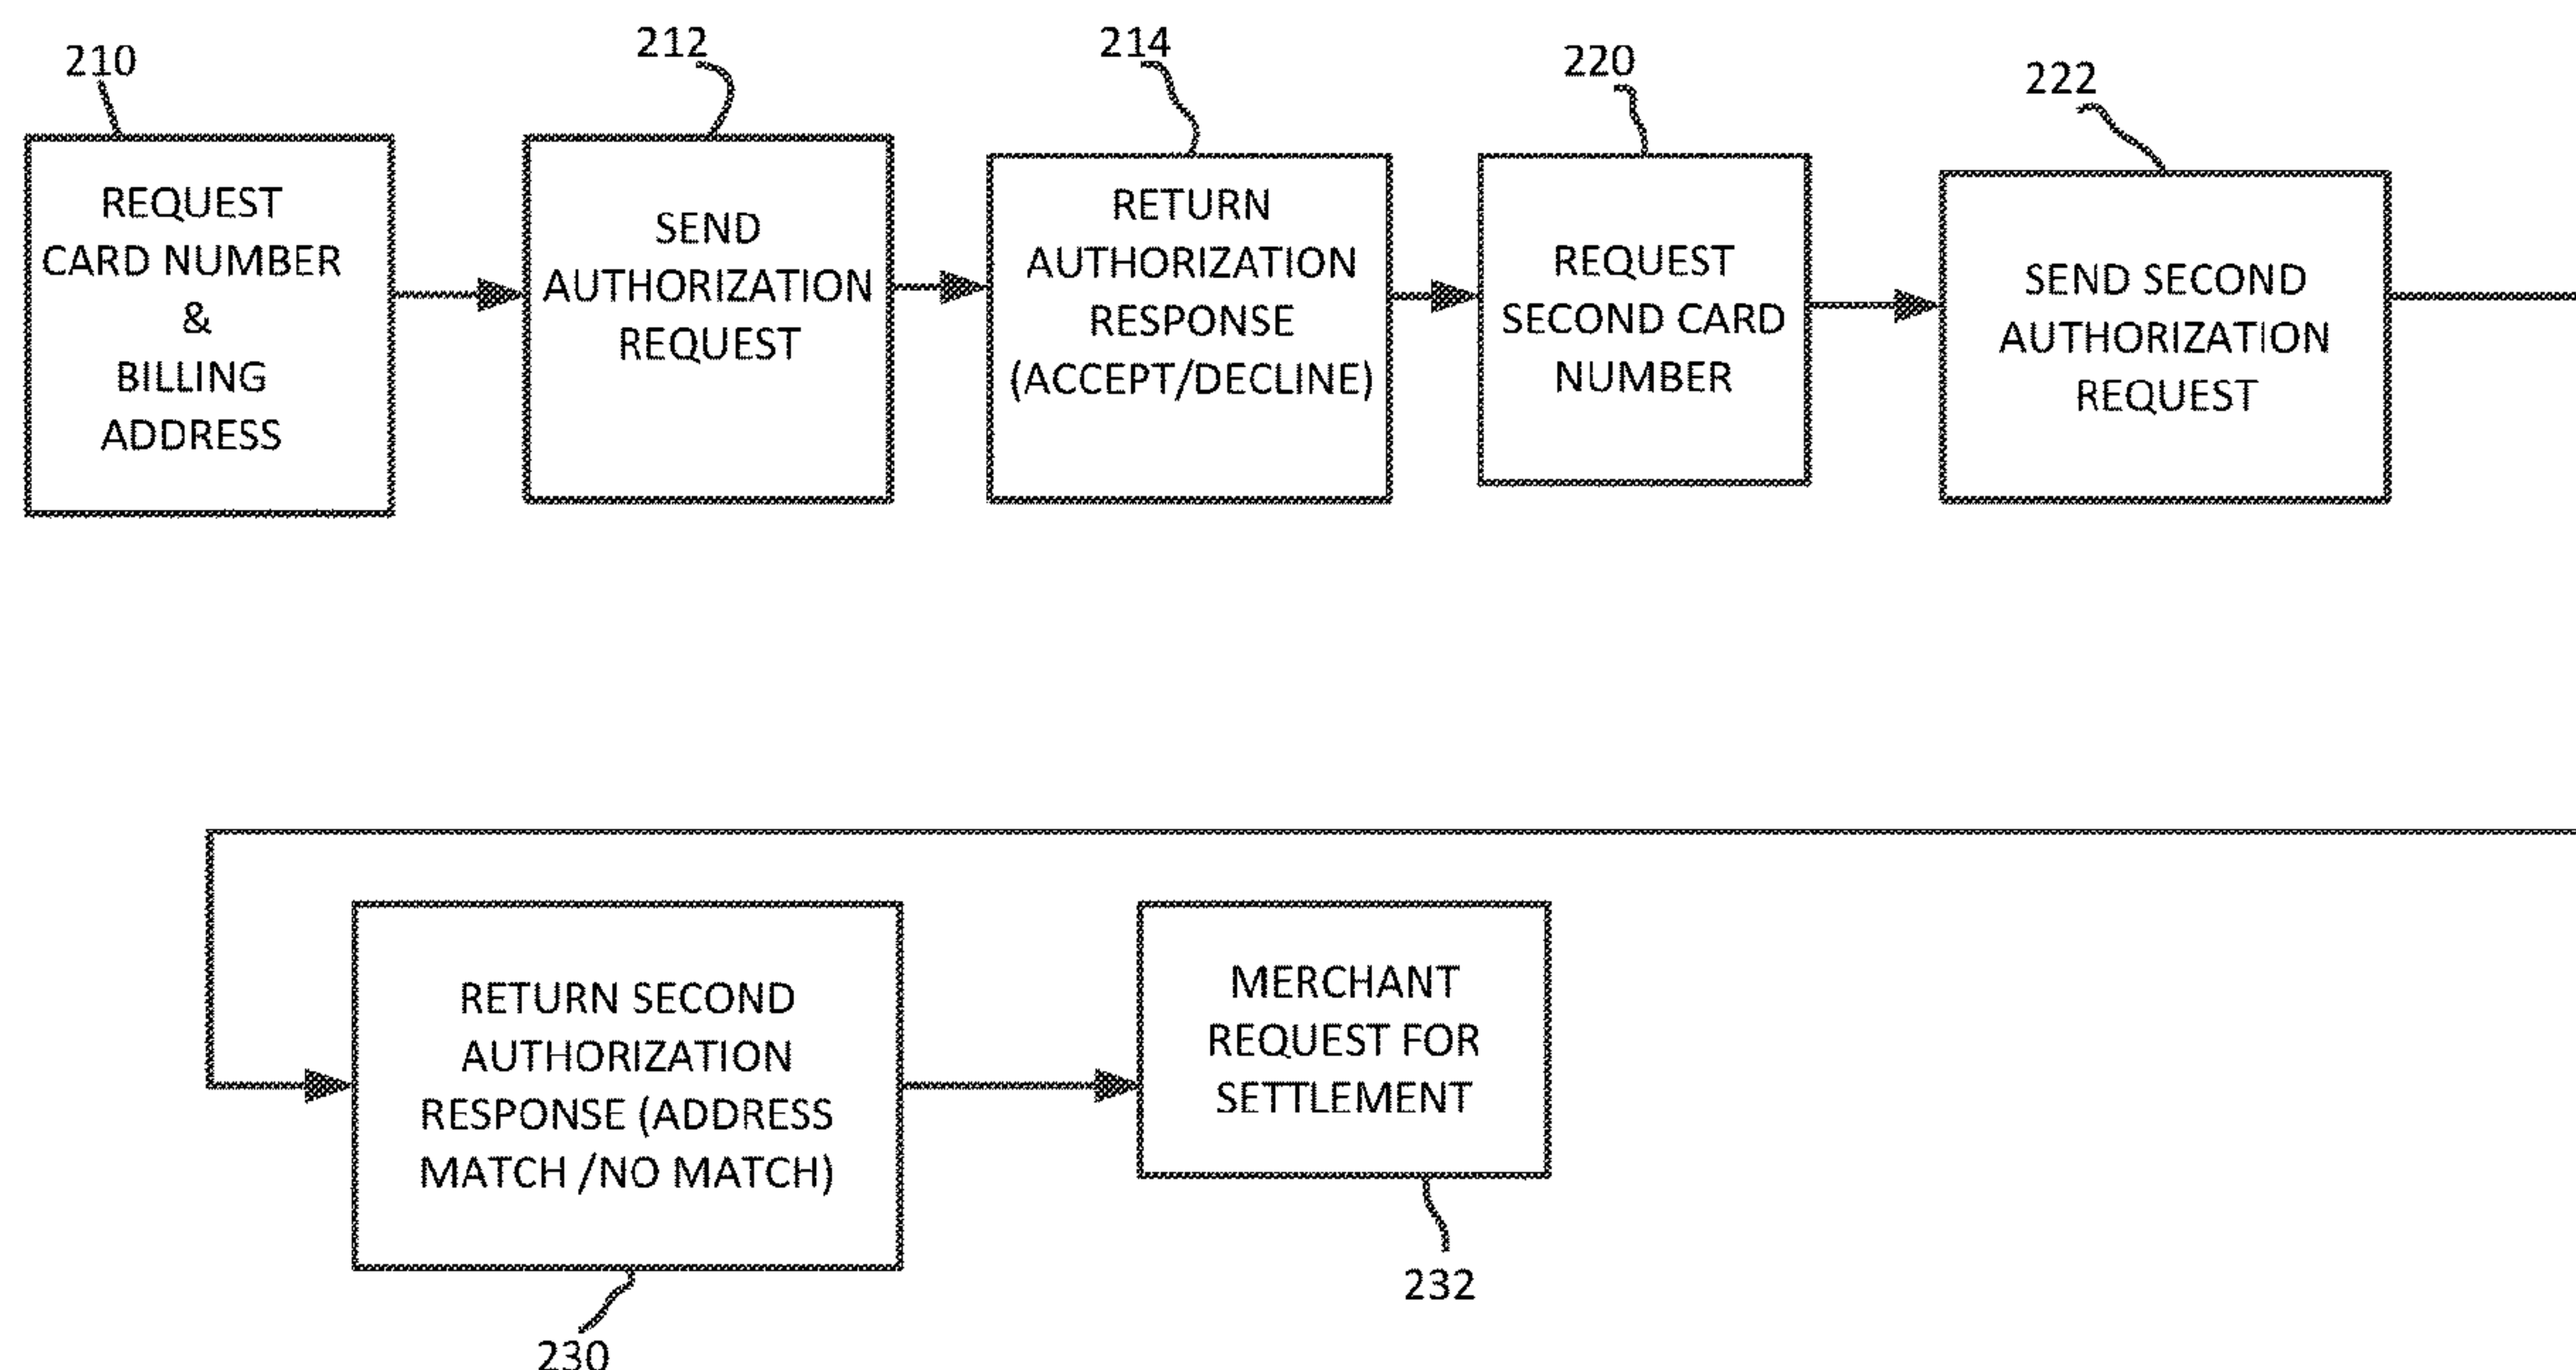 210
REQUEST
CARD NUMBER
&
BILLING
ADDRESS
212
SEND
AUTHORIZATION
REQUEST
214
RETURN
AUTHORIZATION
RESPONSE
(ACCEPT/DECLINE)
220
REQUEST
SECOND CARD
NUMBER
222
SEND SECOND
AUTHORIZATION
REQUEST
RETURN SECOND
AUTHORIZATION
RESPONSE (ADDRESS
MATCH /NO MATCH)
230
MERCHANT
REQUEST FOR
SETTLEMENT
232